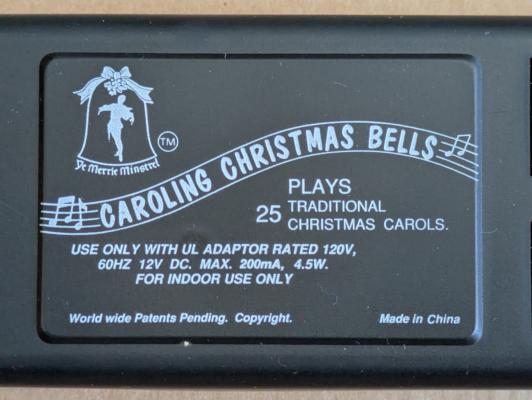 Ye Merrie Minstrel
TM
CAROLING CHRISTMAS BELLS
PLAYS
25 TRADITIONAL
CHRISTMAS CAROLS.
USE ONLY WITH UL ADAPTOR RATED 120V,
60HZ 12V DC. MAX. 200mA, 4.5W.
FOR INDOOR USE ONLY
World wide Patents Pending. Copyright. Made in China